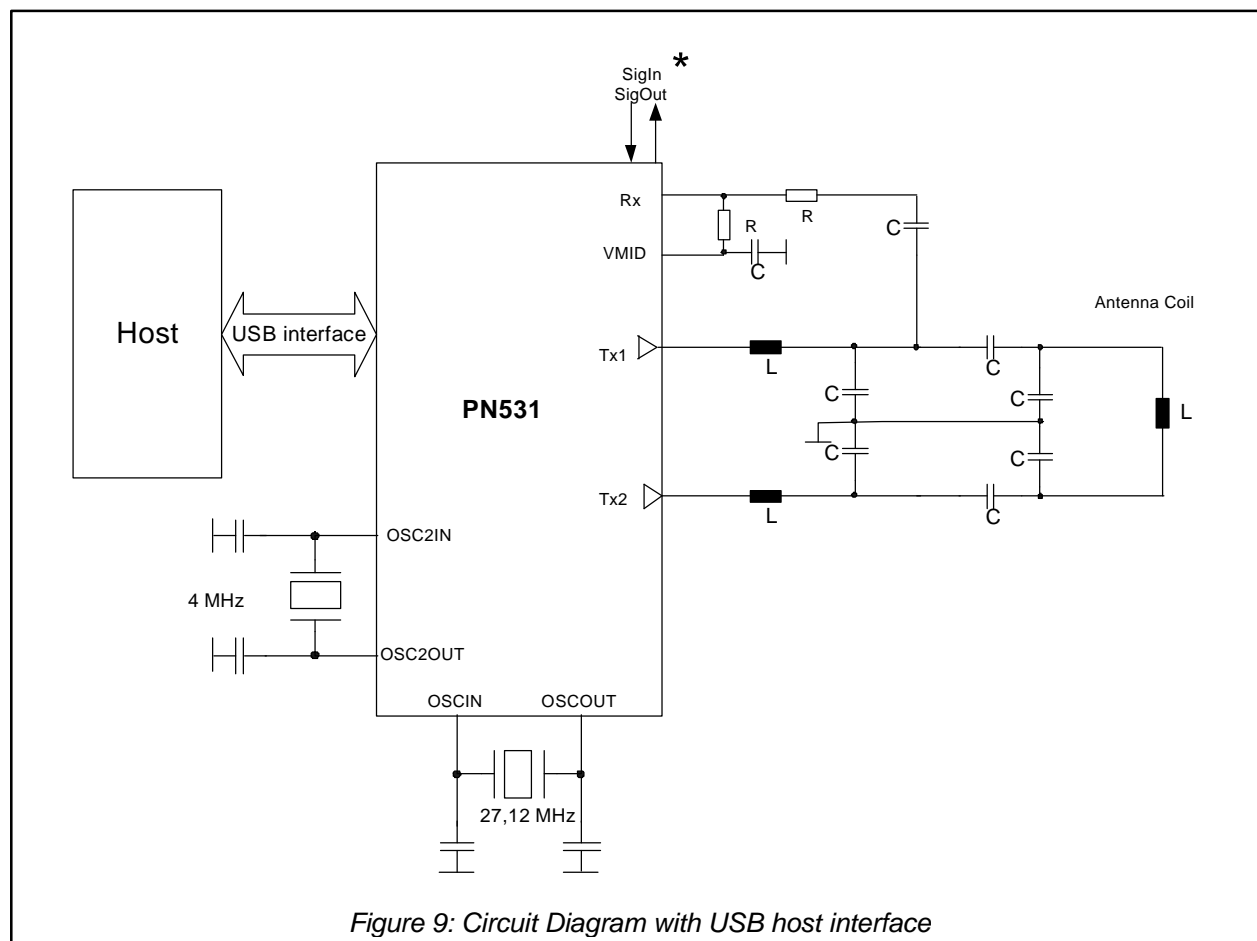 *
SigIn
SigOut
Rx
R
R
C
VMID
C
Antenna Coil
Host
USB interface
Tx1
L
C
C
C
L
PN531
C
C
Tx2
L
C
OSC2IN
4 MHz
OSC2OUT
OSCIN
OSCOUT
27,12 MHz
Figure 9: Circuit Diagram with USB host interface